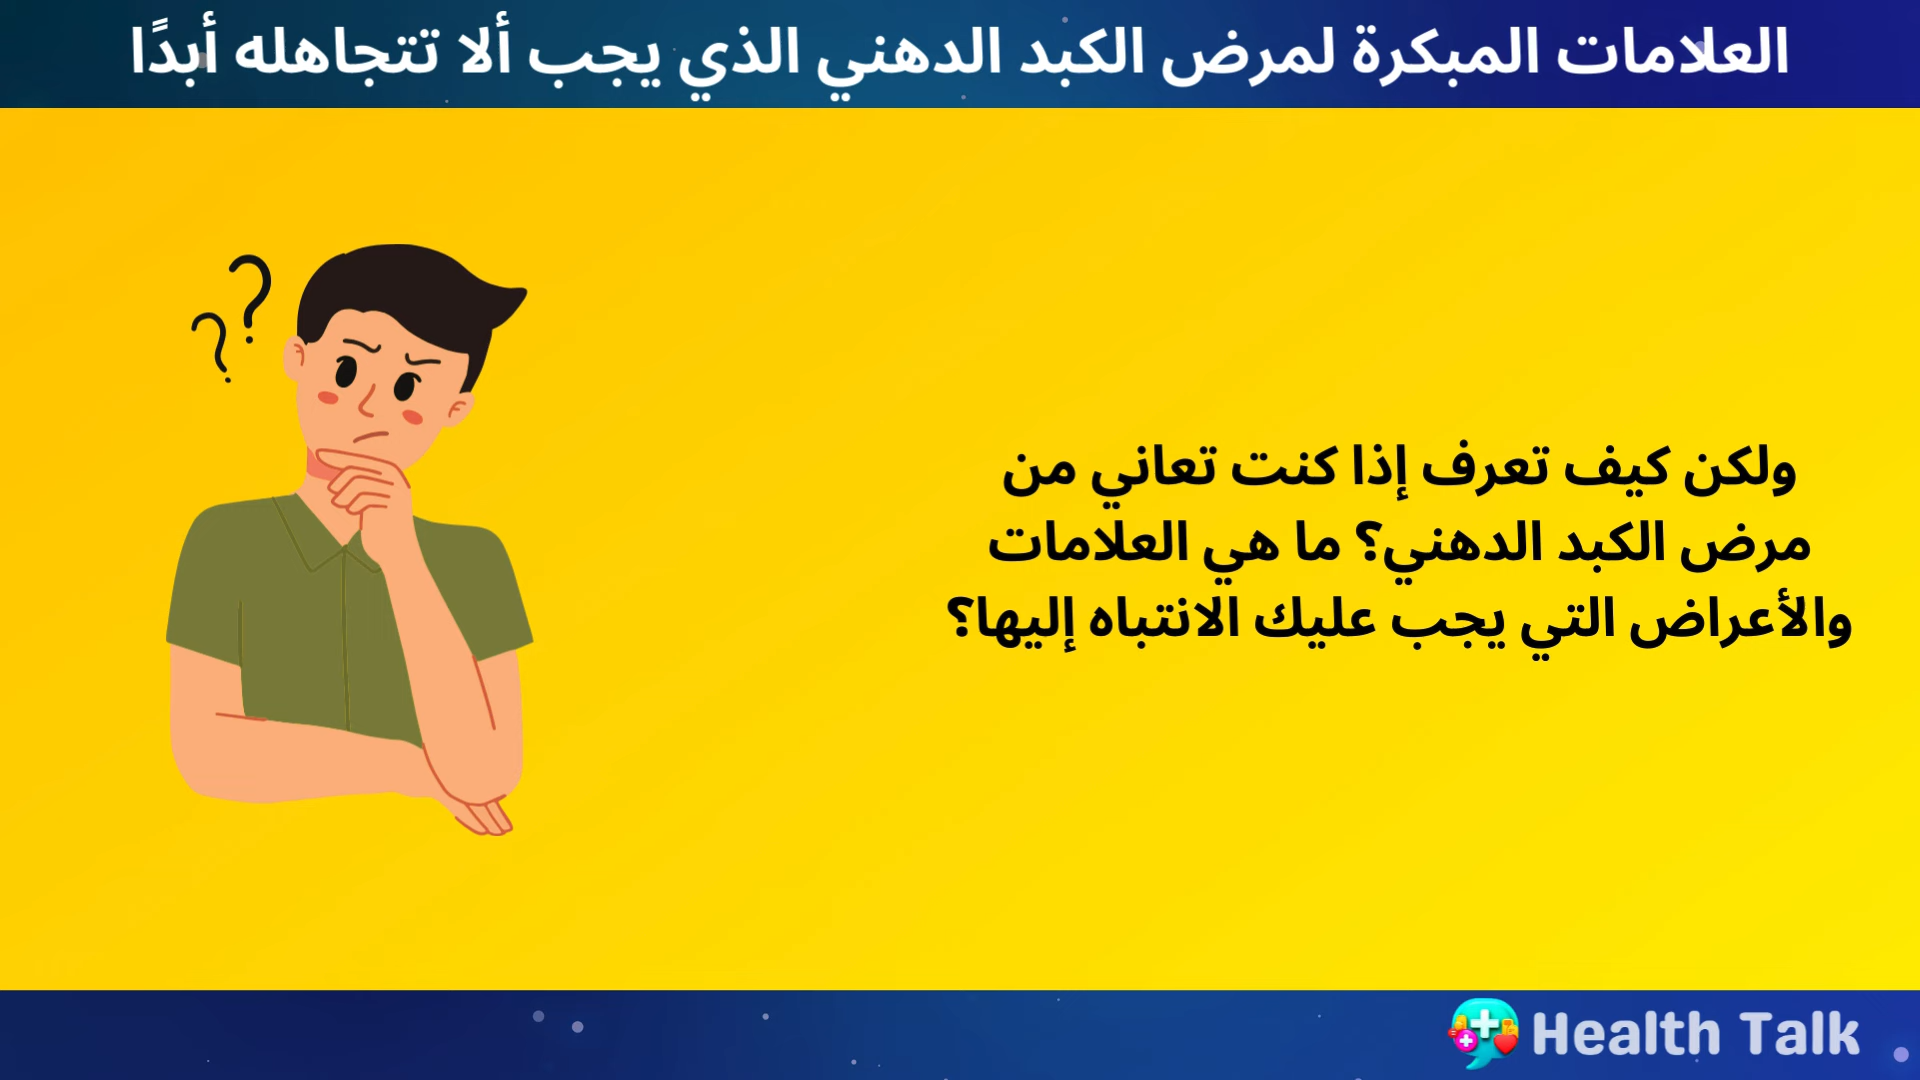 العلامات المبكرة لمرض الكبد الدهني الذي يجب ألا تتجاهله أبدًا
ولكن كيف تعرف إذا كنت تعاني من
مرض الكبد الدهني؟ ما هي العلامات
والأعراض التي يجب عليك الانتباه إليها؟
Health Talk